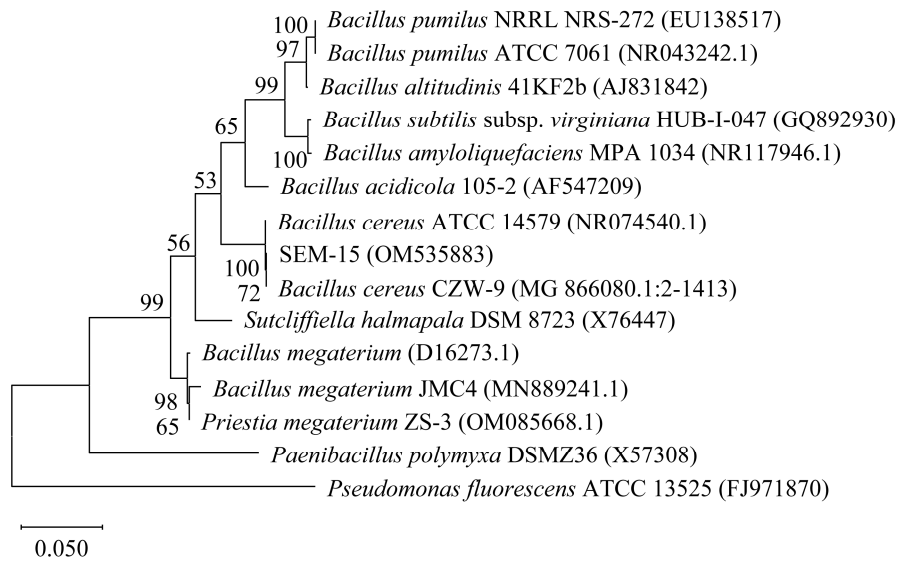 100
Bacillus pumilus NRRL NRS-272 (EU138517)
97
Bacillus pumilus ATCC 7061 (NR043242.1)
99
Bacillus altitudinis 41KF2b (AJ831842)
65
Bacillus subtilis subsp. virginiana HUB-I-047 (GQ892930)
100
Bacillus amyloliquefaciens MPA 1034 (NR117946.1)
53
Bacillus acidicola 105-2 (AF547209)
Bacillus cereus ATCC 14579 (NR074540.1)
56
SEM-15 (OM535883)
100
72
Bacillus cereus CZW-9 (MG 866080.1:2-1413)
99
Sutcliffiella halmapala DSM 8723 (X76447)
Bacillus megaterium (D16273.1)
Bacillus megaterium JMC4 (MN889241.1)
98
65
Priestia megaterium ZS-3 (OM085668.1)
Paenibacillus polymyxa DSMZ36 (X57308)
Pseudomonas fluorescens ATCC 13525 (FJ971870)
0.050